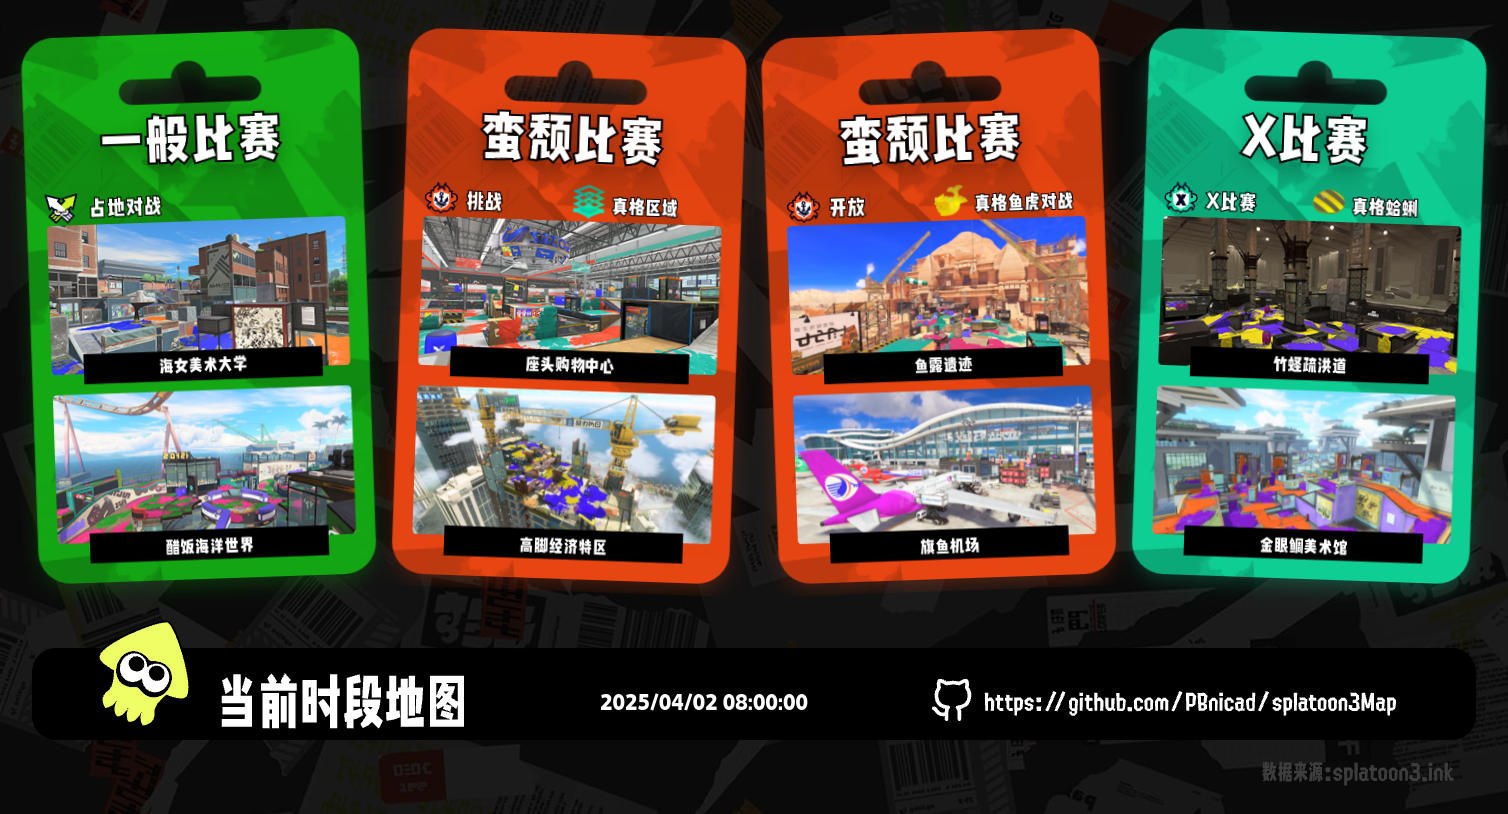 一般比赛
占地对战
海女美术大学
醋饭海洋世界
蛮颓比赛
挑战
真格区域
座头购物中心
高脚经济特区
蛮颓比赛
开放
真格鱼虎对战
鱼露遗迹
旗鱼机场
X比赛
X比赛
真格蛤蜊
竹蛏疏洪道
金眼鲷美术馆
当前时段地图
2025/04/02 08:00:00
https://github.com/PBnicad/splatoon3Map
数据来源:splatoon3.ink